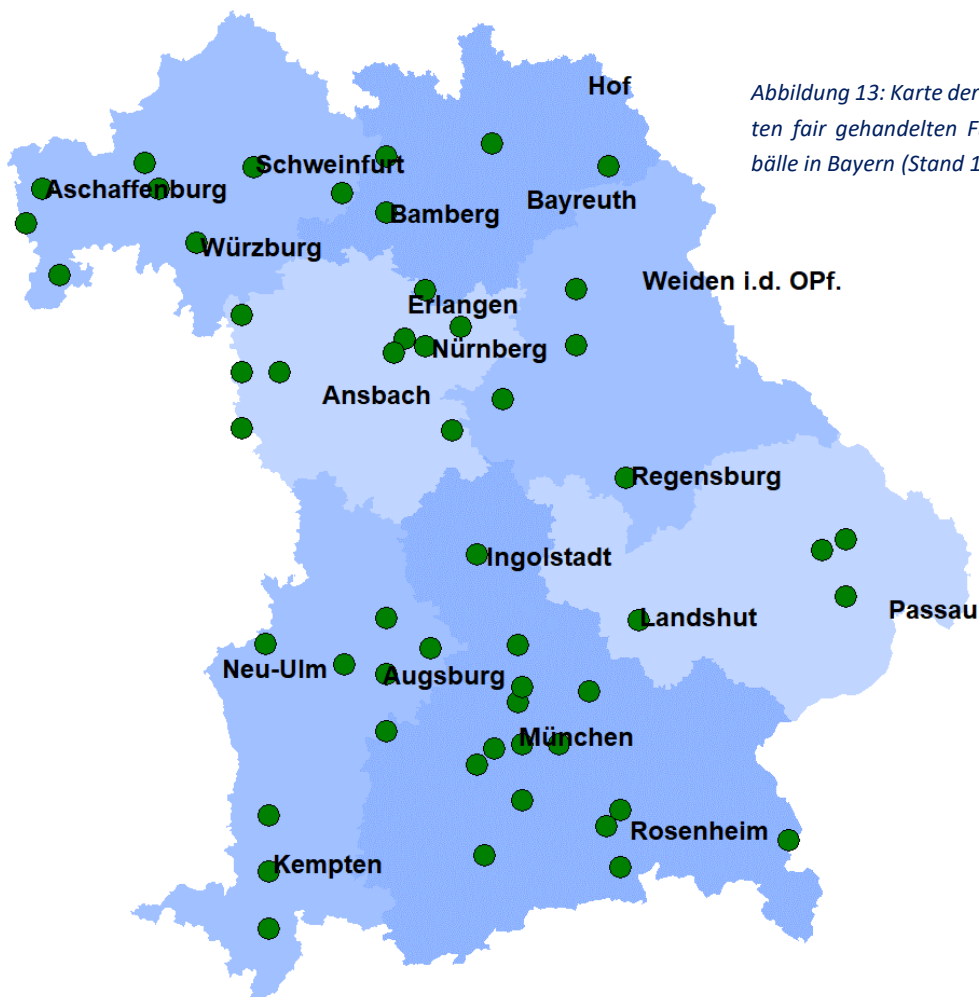 Hof
Abbildung 13: Karte der
ten fair gehandelten F
bälle in Bayern (Stand 1
Schweinfurt
Aschaffenburg
Bayreuth
Bamberg
Würzburg
Weiden i.d. OPf.
Erlangen
Nürnberg
Ansbach
Regensburg
Ingolstadt
Passau
Landshut
Neu-Ulm
Augsburg
München
Rosenheim
Kempten